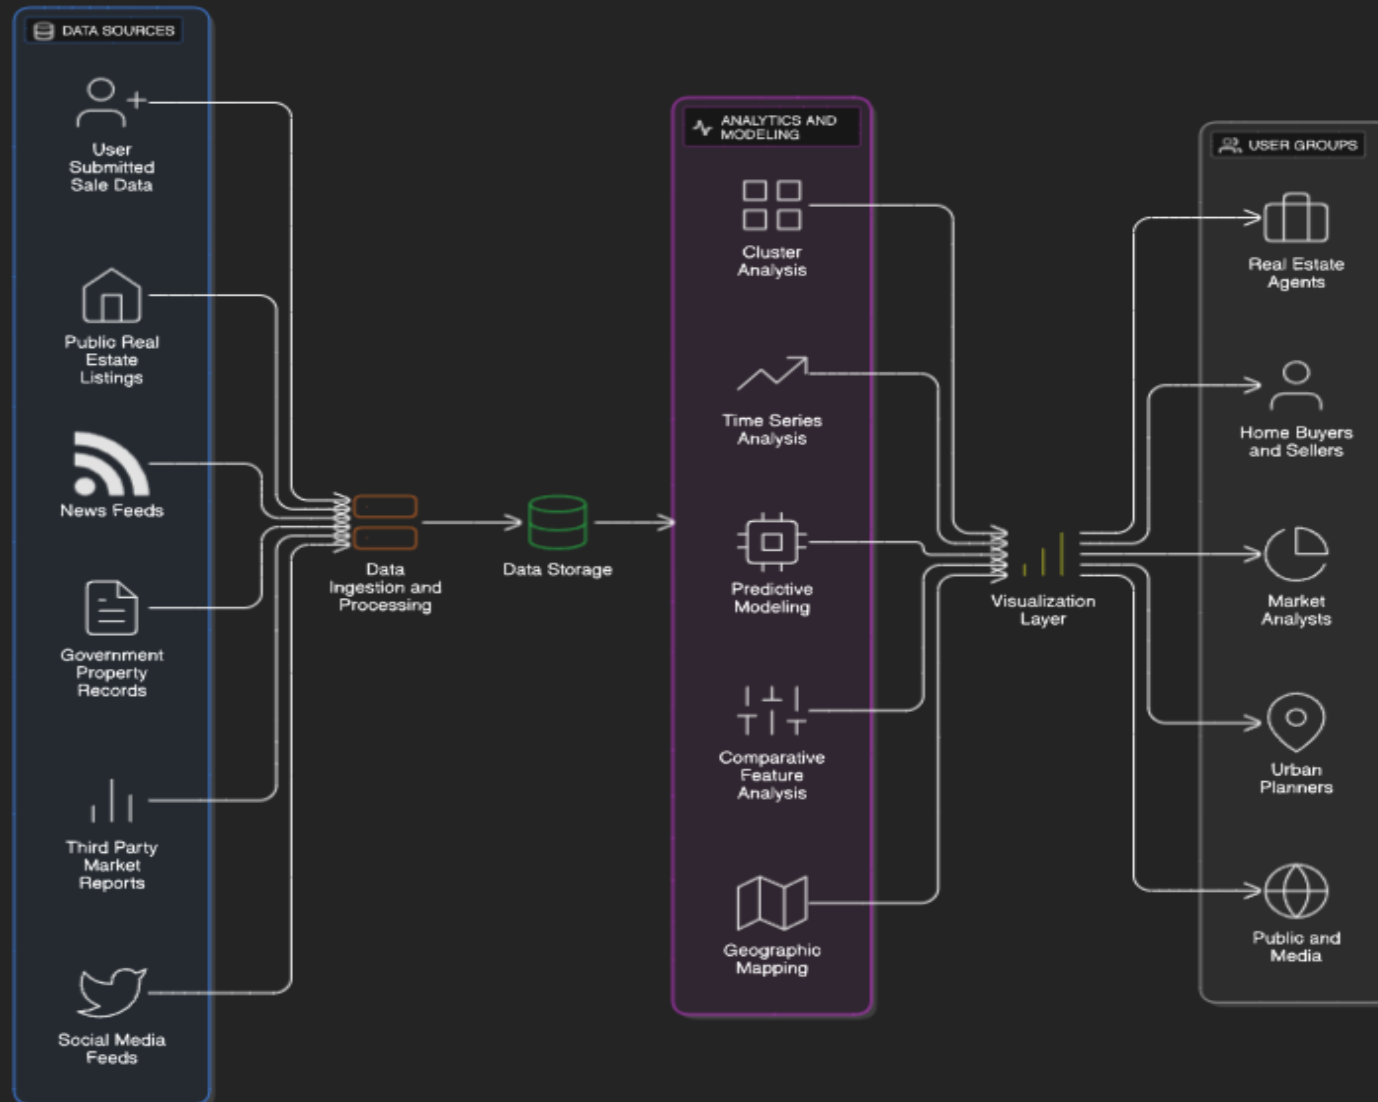 DATA SOURCES
User
Submitted
Sale Data
Public Real
Estate
Listings
News Feeds
Government
Property
Records
Third Party
Market
Reports
Social Media
Feeds
Data
Ingestion and
Processing
Data Storage
ANALYTICS AND
MODELING
Cluster
Analysis
Time Series
Analysis
Predictive
Modeling
Comparative
Feature
Analysis
Geographic
Mapping
Visualization
Layer
USER GROUPS
Real Estate
Agents
Home Buyers
and Sellers
Market
Analysts
Urban
Planners
Public and
Media